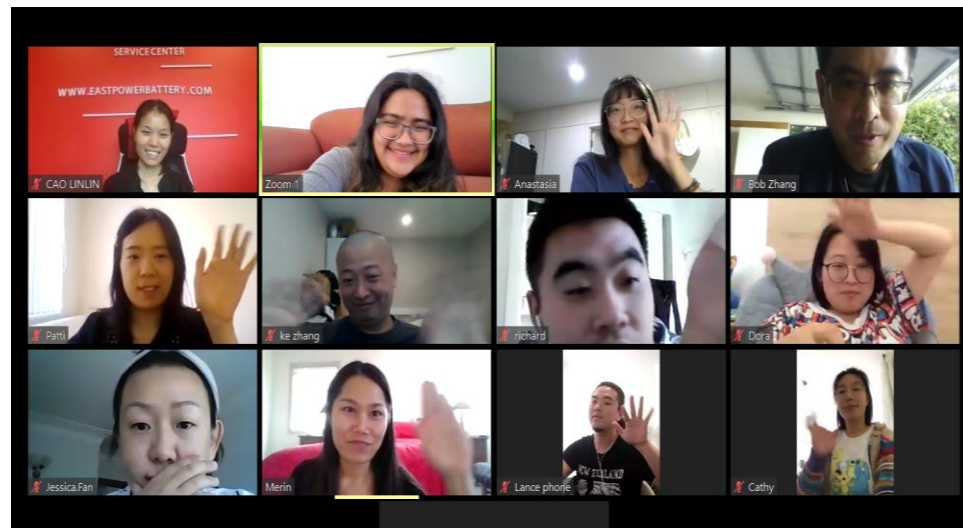 SERVICE CENTER
WWW.EASTPOWERBATTERY.COM
CAO LINLIN
Zoom 1
Anastasia
Bob Zhang
Patti
ke zhang
richard
Dora
Jessica.Fan
Merin
Lance phone
NEW ZEALAND
Cathy